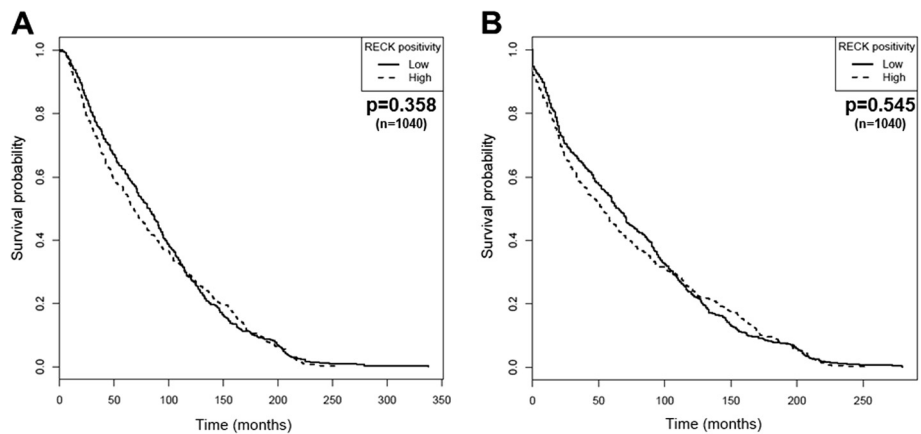 A
B
RECK positivity
Low
High
p=0.358
(n=1040)
Survival probability
1.0
0.8
0.6
0.4
0.2
0.0
0 50 100 150 200 250 300 350
Time (months)
RECK positivity
Low
High
p=0.545
(n=1040)
Survival probability
1.0
0.8
0.6
0.4
0.2
0.0
0 50 100 150 200 250
Time (months)